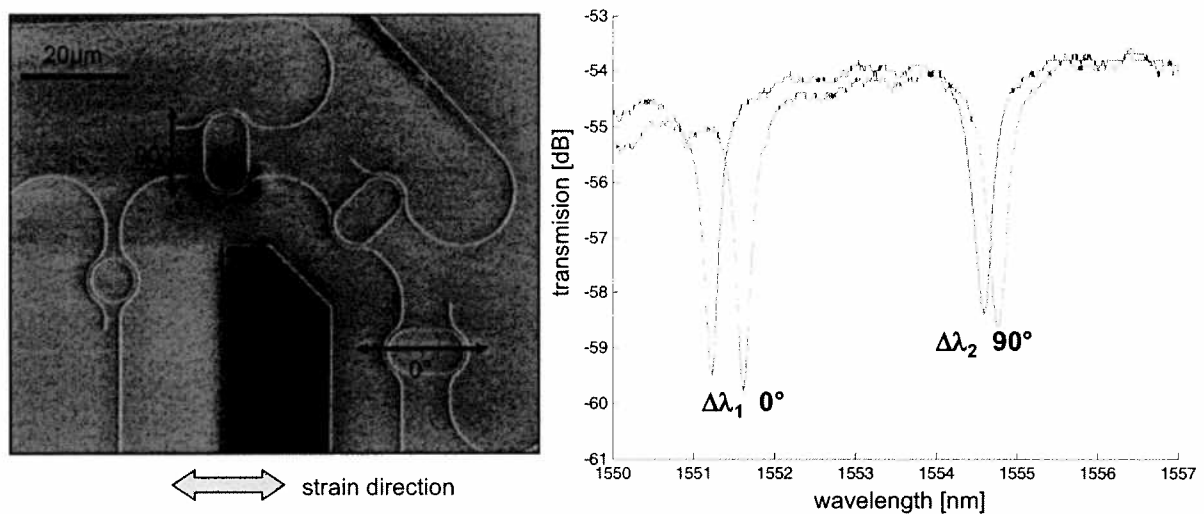 20µm
0°
strain direction
-53
-54
-55
-56
-57
-58
-59
-60
-61
transmision [dB]
Δλ₁ 0°
Δλ₂ 90°
1550 1551 1552 1553 1554 1555 1556 1557
wavelength [nm]